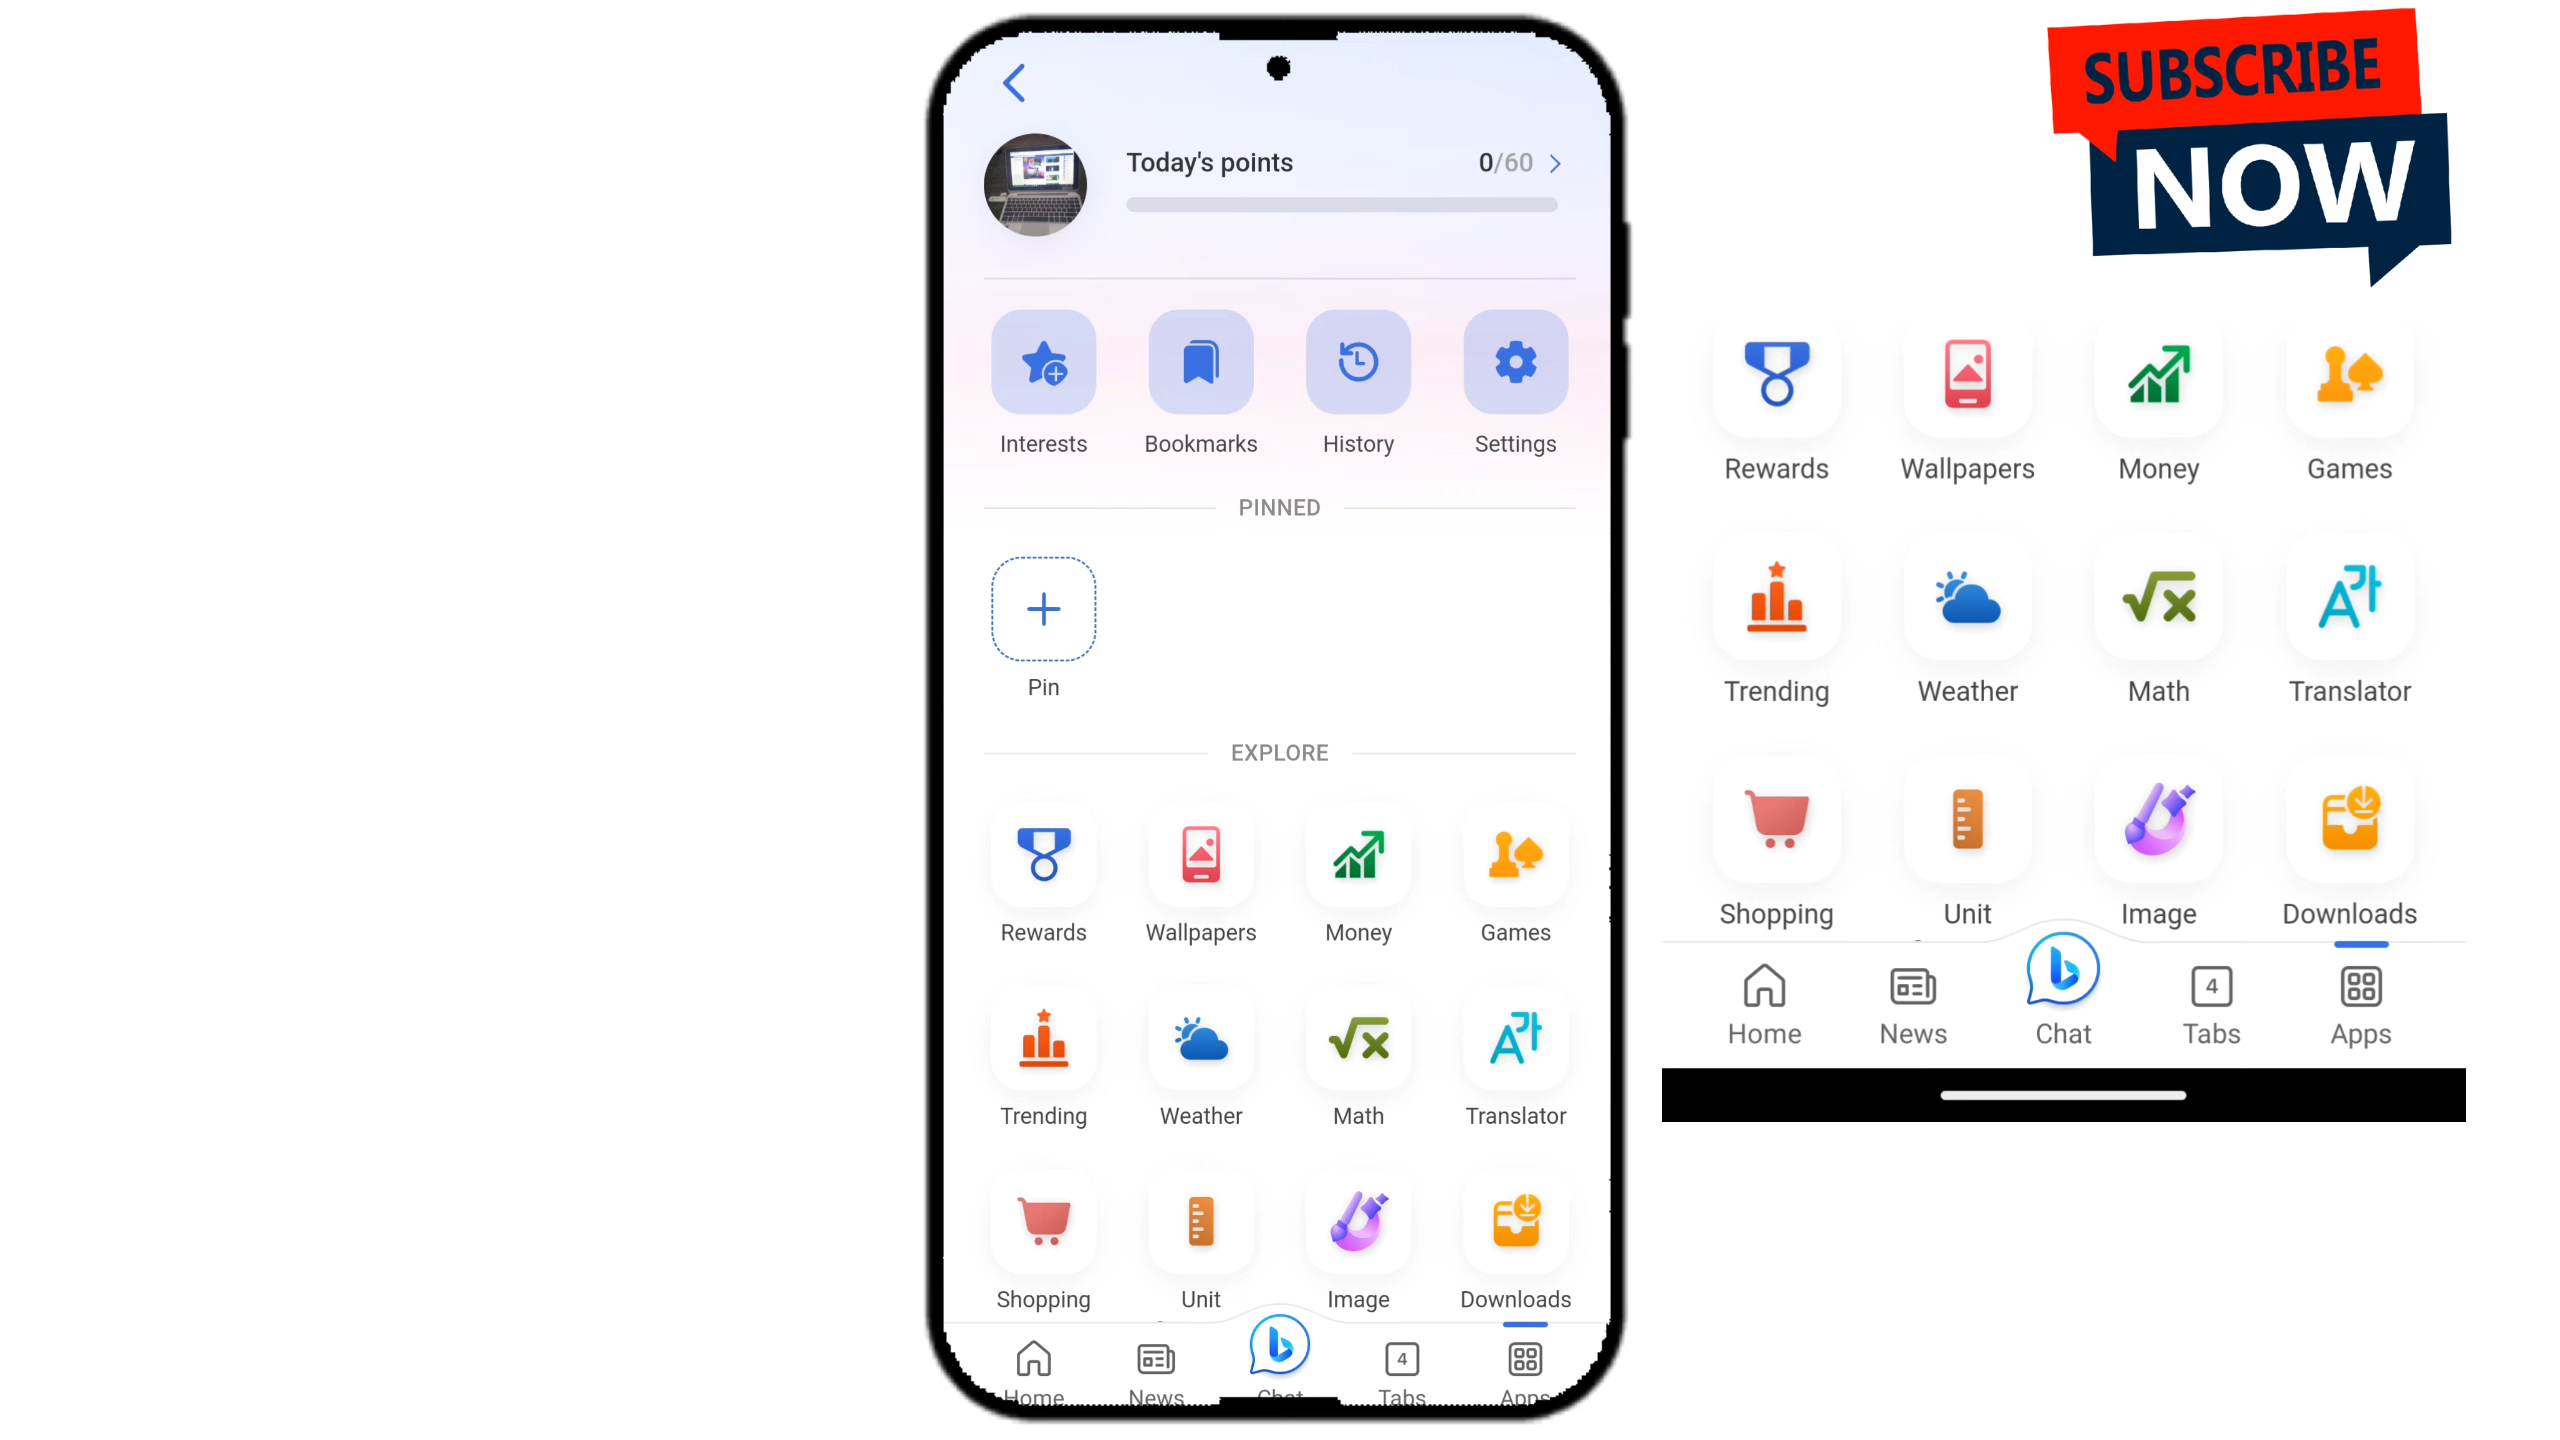 Today's points 0/60
Interests Bookmarks History Settings
PINNED
Pin
EXPLORE
Rewards Wallpapers Money Games
Trending Weather Math Translator
Shopping Unit Image Downloads
4
Home News Chat Tabs Apps
SUBSCRIBE
NOW
Rewards Wallpapers Money Games
Trending Weather Math Translator
Shopping Unit Image Downloads
4
Home News Chat Tabs Apps